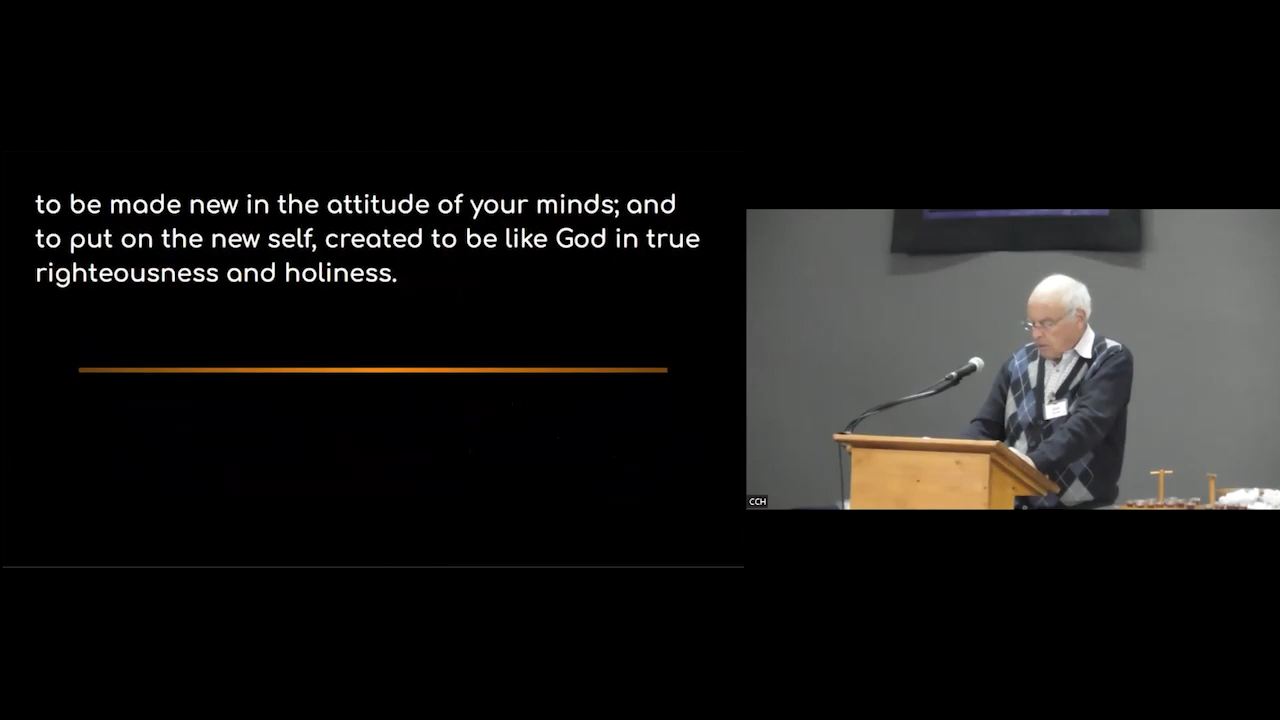 to be made new in the attitude of your minds; and
to put on the new self, created to be like God in true
righteousness and holiness.
CCH